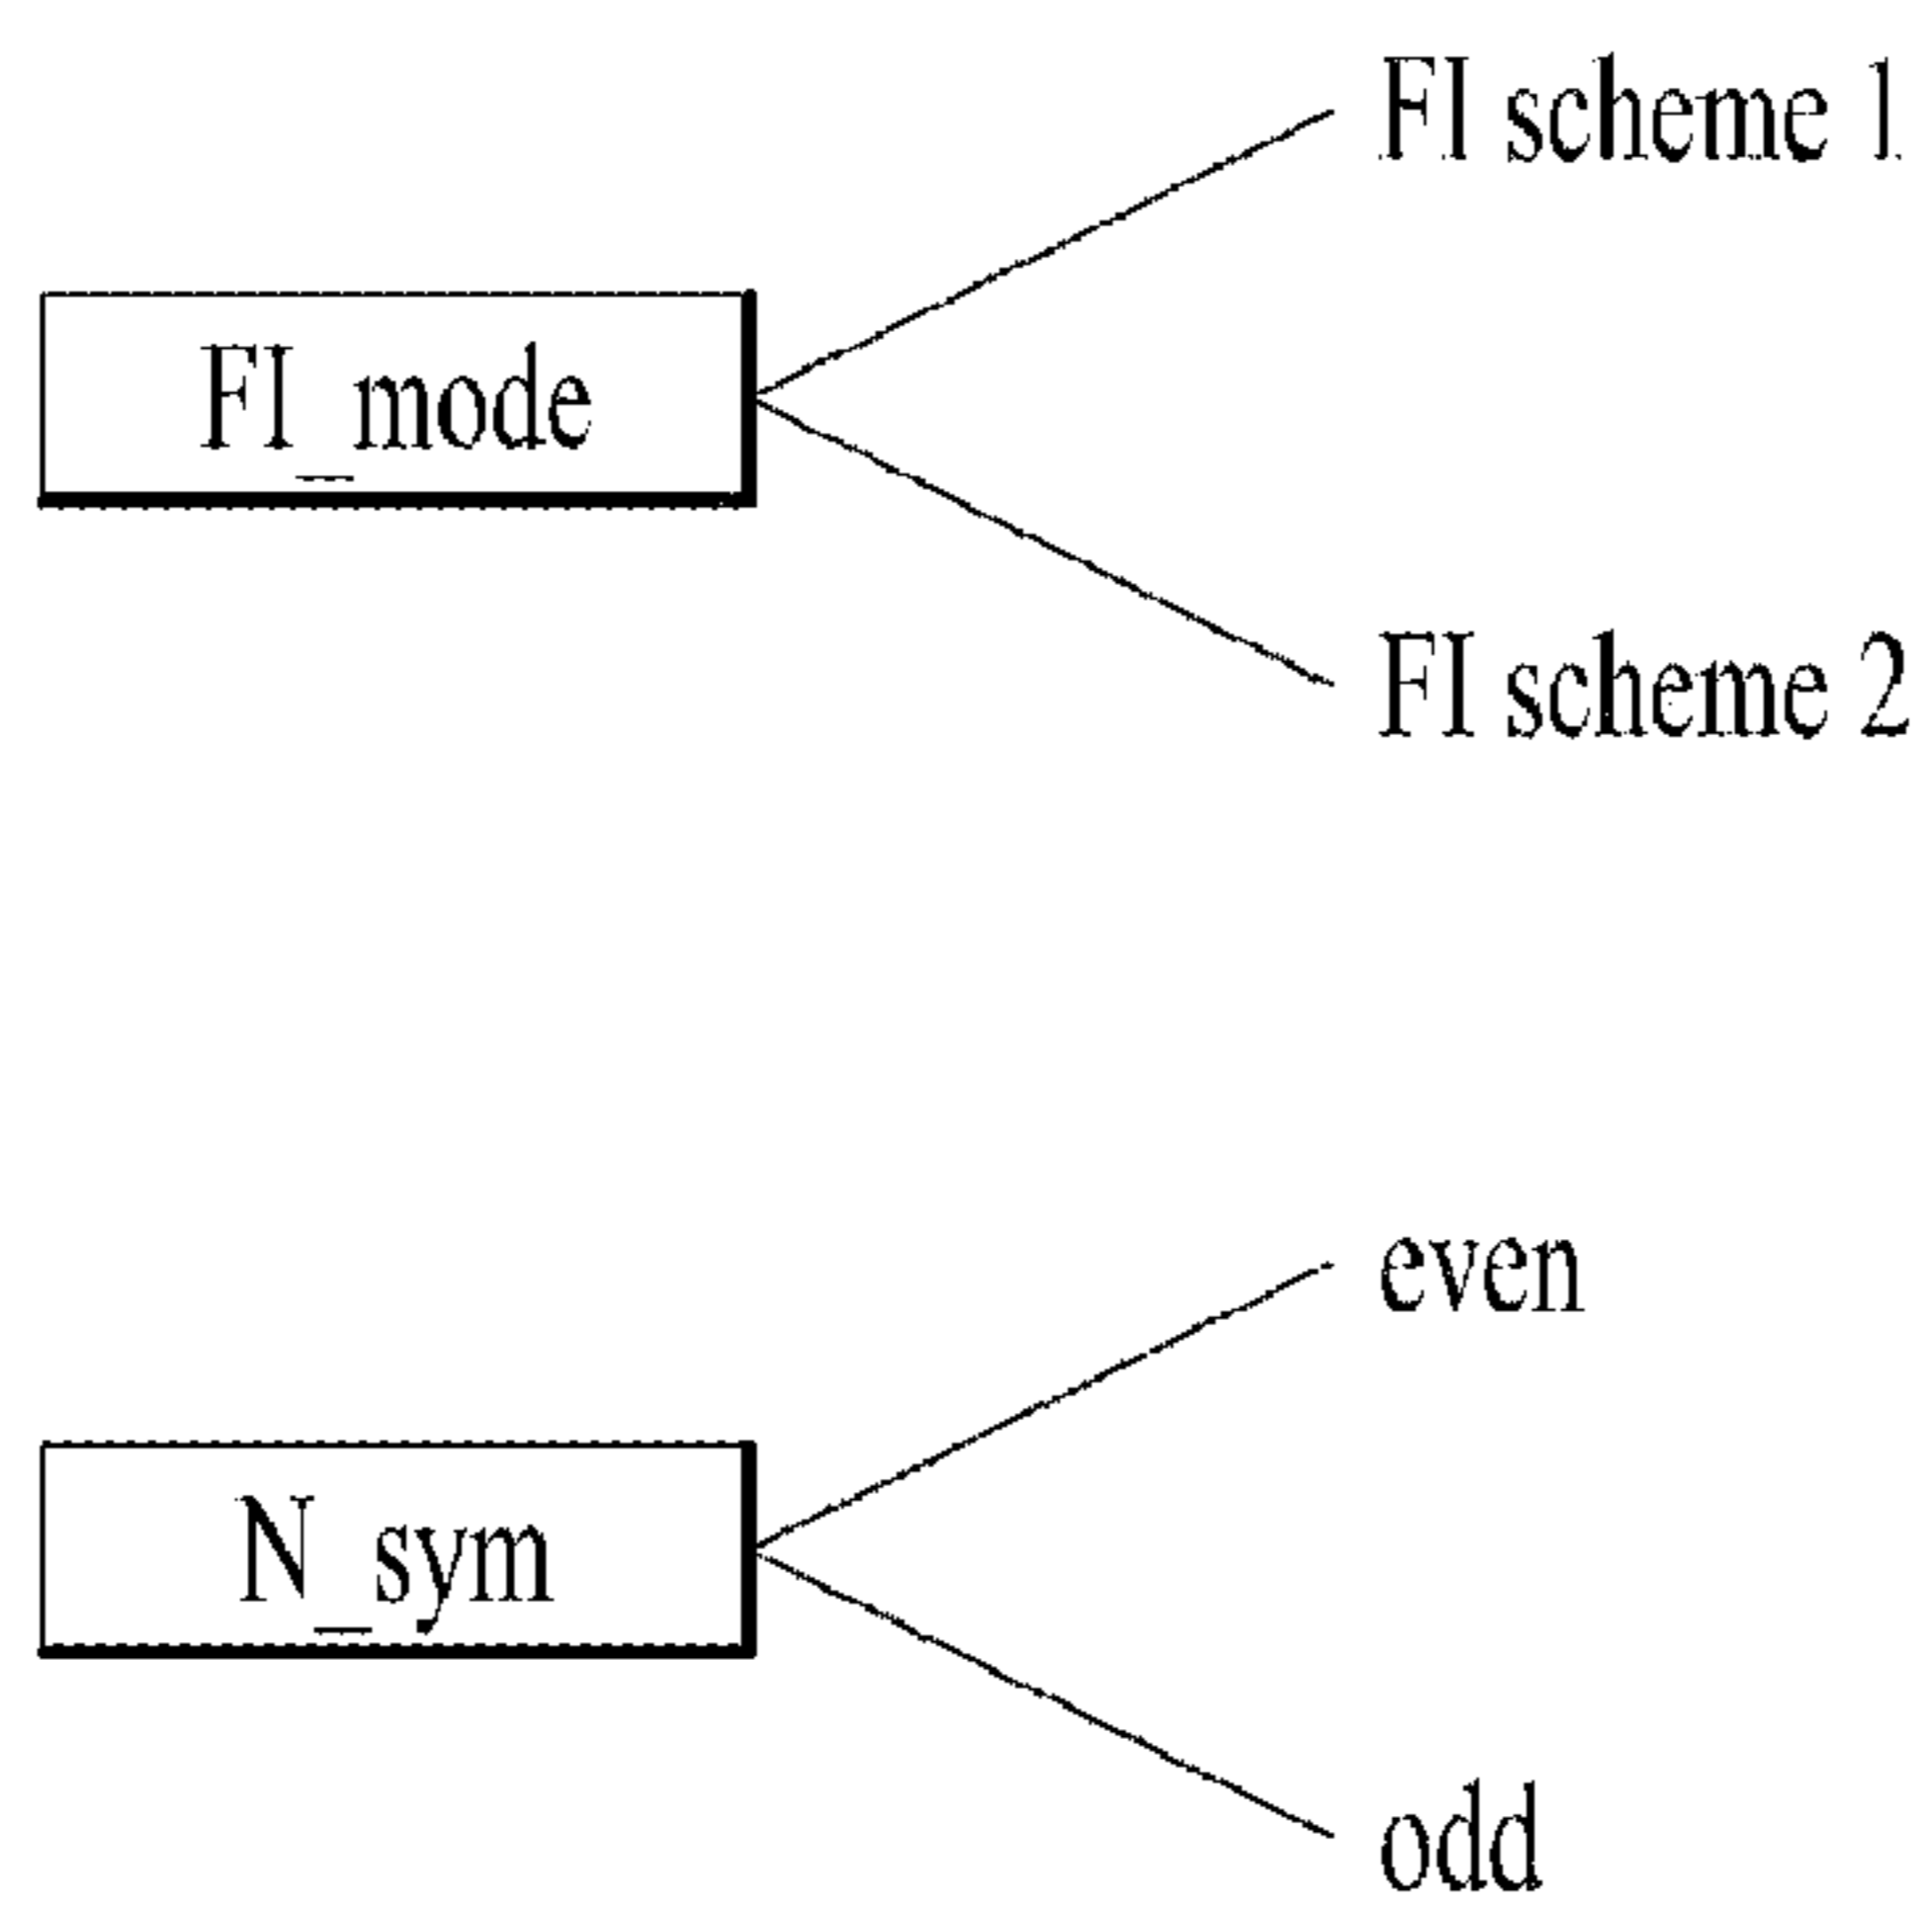 FI scheme 1
FI_mode
FI scheme 2
even
N_sym
odd